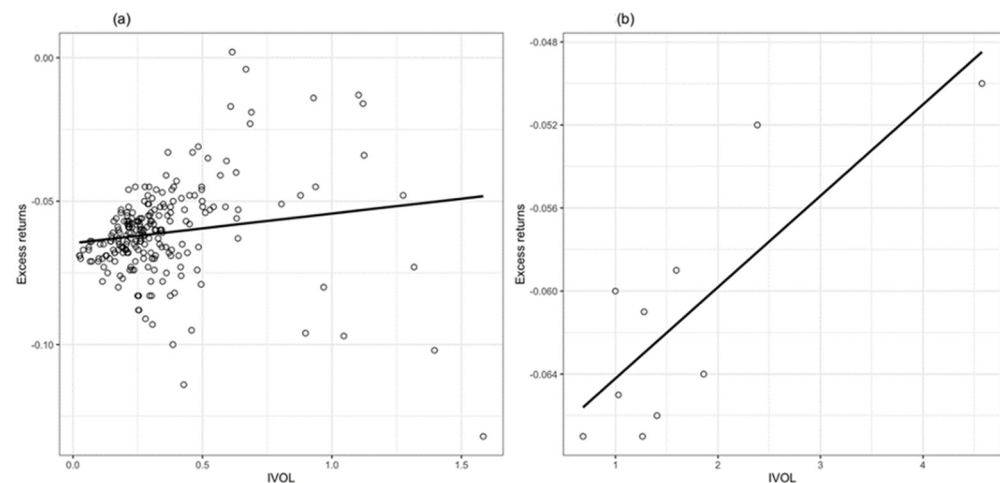 (a)
Excess returns
0.00
-0.05
-0.10
0.0 0.5 1.0 1.5
IVOL
(b)
Excess returns
-0.048
-0.052
-0.056
-0.060
-0.064
1 2 3 4
IVOL